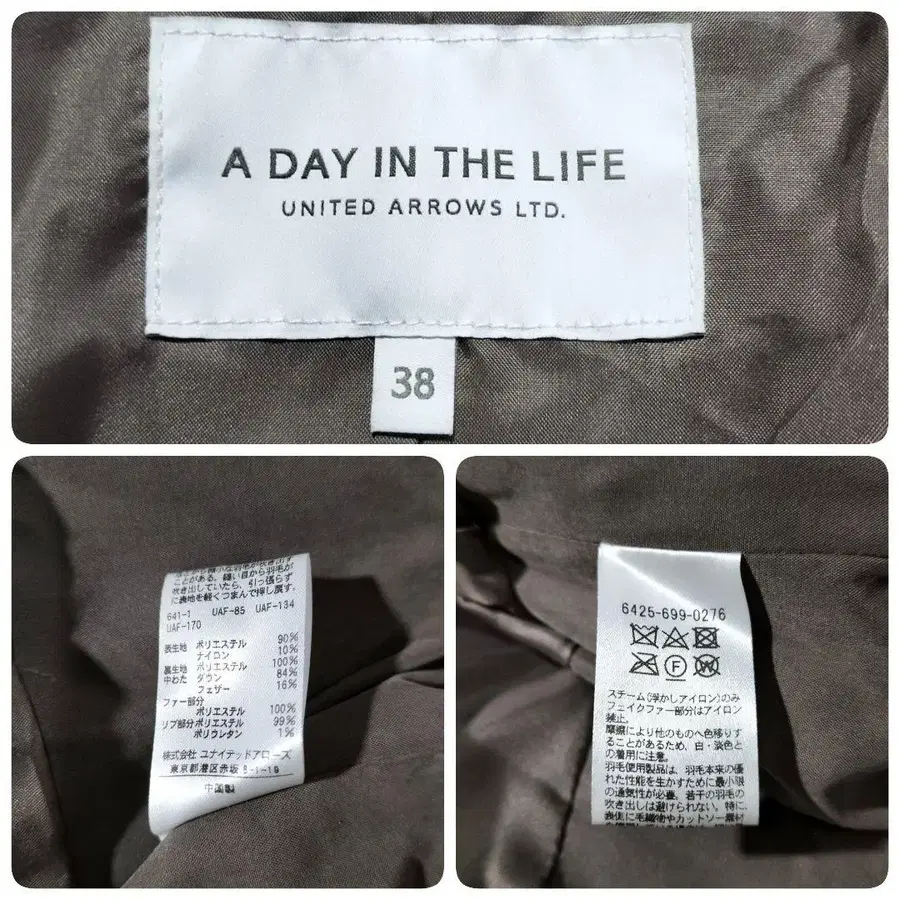 A DAY IN THE LIFE
UNITED ARROWS LTD.
38
ことがある。縫い目から羽毛が
吹き出していたら、引っ張らず
に表地を軽くつまんで押し戻す。
641-1 UAF-85 UAF-134
UAF-170
表生地 ポリエステル 90%
ナイロン 10%
裏生地 ポリエステル 100%
中わた ダウン 84%
フェザー 16%
ファー部分
ポリエステル 100%
リブ部分 ポリエステル 99%
ポリウレタン 1%
株式会社 ユナイテッドアローズ
東京都港区赤坂 8-1-19
中国製
6425-699-0276
F
W
スチーム(浮かしアイロン)のみ
フェイクファー部分はアイロン
禁止。
摩擦により他のものへ色移りす
ることがあるため、白・淡色と
の着用に注意。
羽毛使用製品は、羽毛本来の優
れた性能を生かすために最小限
の通気性が必要。若干の羽毛の
吹き出しは避けられない。特に、
表側に毛織物やカットソー素材